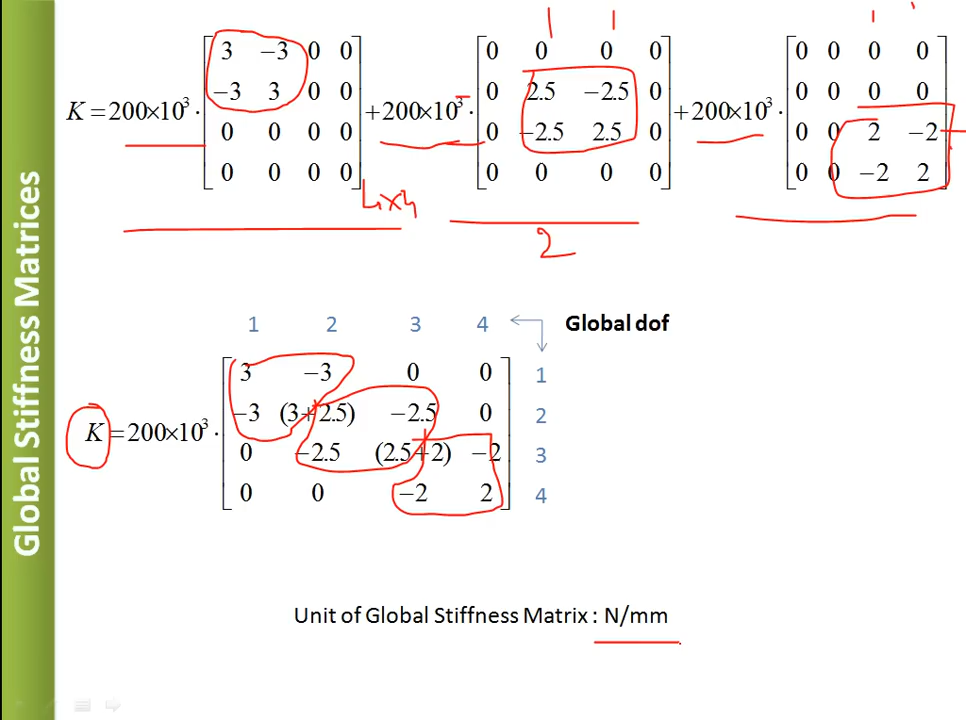 Global Stiffness Matrices
K = 200×10³ · [3 −3 0 0; −3 3 0 0; 0 0 0 0; 0 0 0 0] + 200×10³ · [0 0 0 0; 0 2.5 −2.5 0; 0 −2.5 2.5 0; 0 0 0 0] + 200×10³ · [0 0 0 0; 0 0 0 0; 0 0 2 −2; 0 0 −2 2]
4×4
2
1 2 3 4 Global dof
K = 200×10³ ·
3 −3 0 0 1
−3 (3+2.5) −2.5 0 2
0 −2.5 (2.5+2) −2 3
0 0 −2 2 4
Unit of Global Stiffness Matrix : N/mm